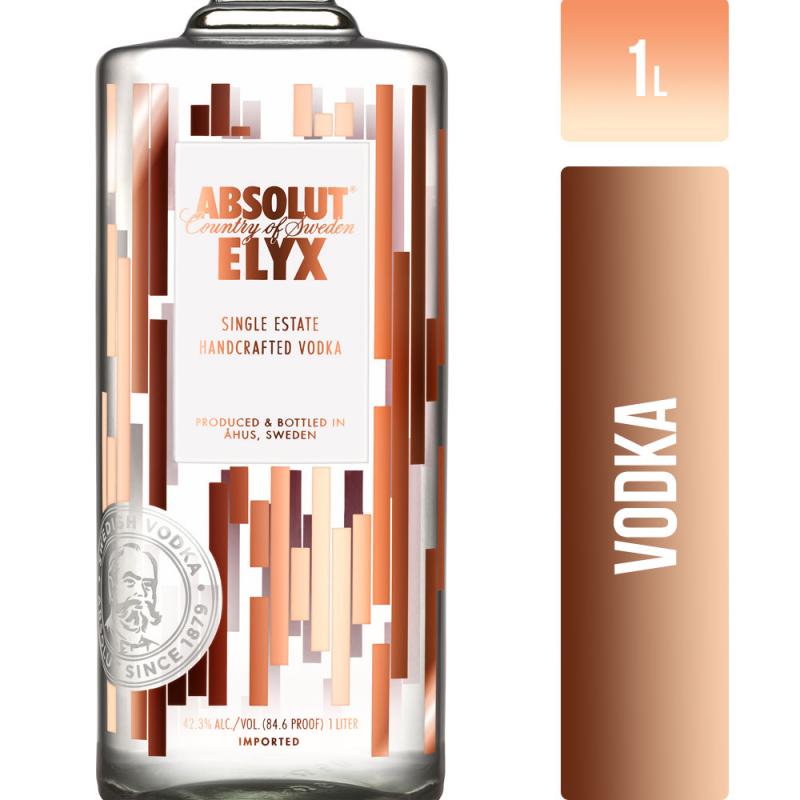 ABSOLUT®
Country of Sweden
ELYX
SINGLE ESTATE
HANDCRAFTED VODKA
PRODUCED & BOTTLED IN
ÅHUS, SWEDEN
SWEDISH VODKA
SINCE 1879
42.3% ALC./VOL. (84.6 PROOF) 1 LITER
IMPORTED
1L
VODKA